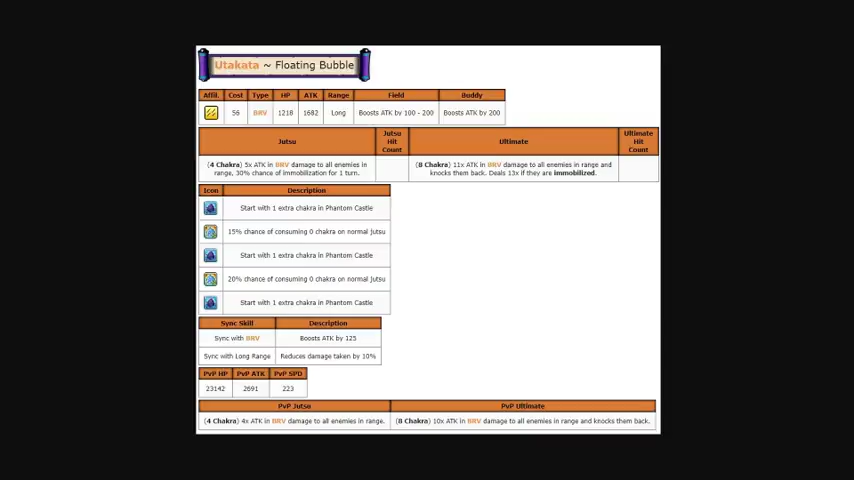 Utakata ~ Floating Bubble
Affil. Cost Type HP ATK Range Field Buddy
56 BRV 1218 1682 Long Boosts ATK by 100 - 200 Boosts ATK by 200
Jutsu Jutsu Hit Count Ultimate Ultimate Hit Count
(4 Chakra) 5x ATK in BRV damage to all enemies in
range, 30% chance of immobilization for 1 turn.
(8 Chakra) 11x ATK in BRV damage to all enemies in range and
knocks them back. Deals 13x if they are immobilized.
Icon Description
Start with 1 extra chakra in Phantom Castle
15% chance of consuming 0 chakra on normal jutsu
Start with 1 extra chakra in Phantom Castle
20% chance of consuming 0 chakra on normal jutsu
Start with 1 extra chakra in Phantom Castle
Sync Skill Description
Sync with BRV Boosts ATK by 125
Sync with Long Range Reduces damage taken by 10%
PvP HP PvP ATK PvP SPD
23142 2691 223
PvP Jutsu PvP Ultimate
(4 Chakra) 4x ATK in BRV damage to all enemies in range. (8 Chakra) 10x ATK in BRV damage to all enemies in range and knocks them back.